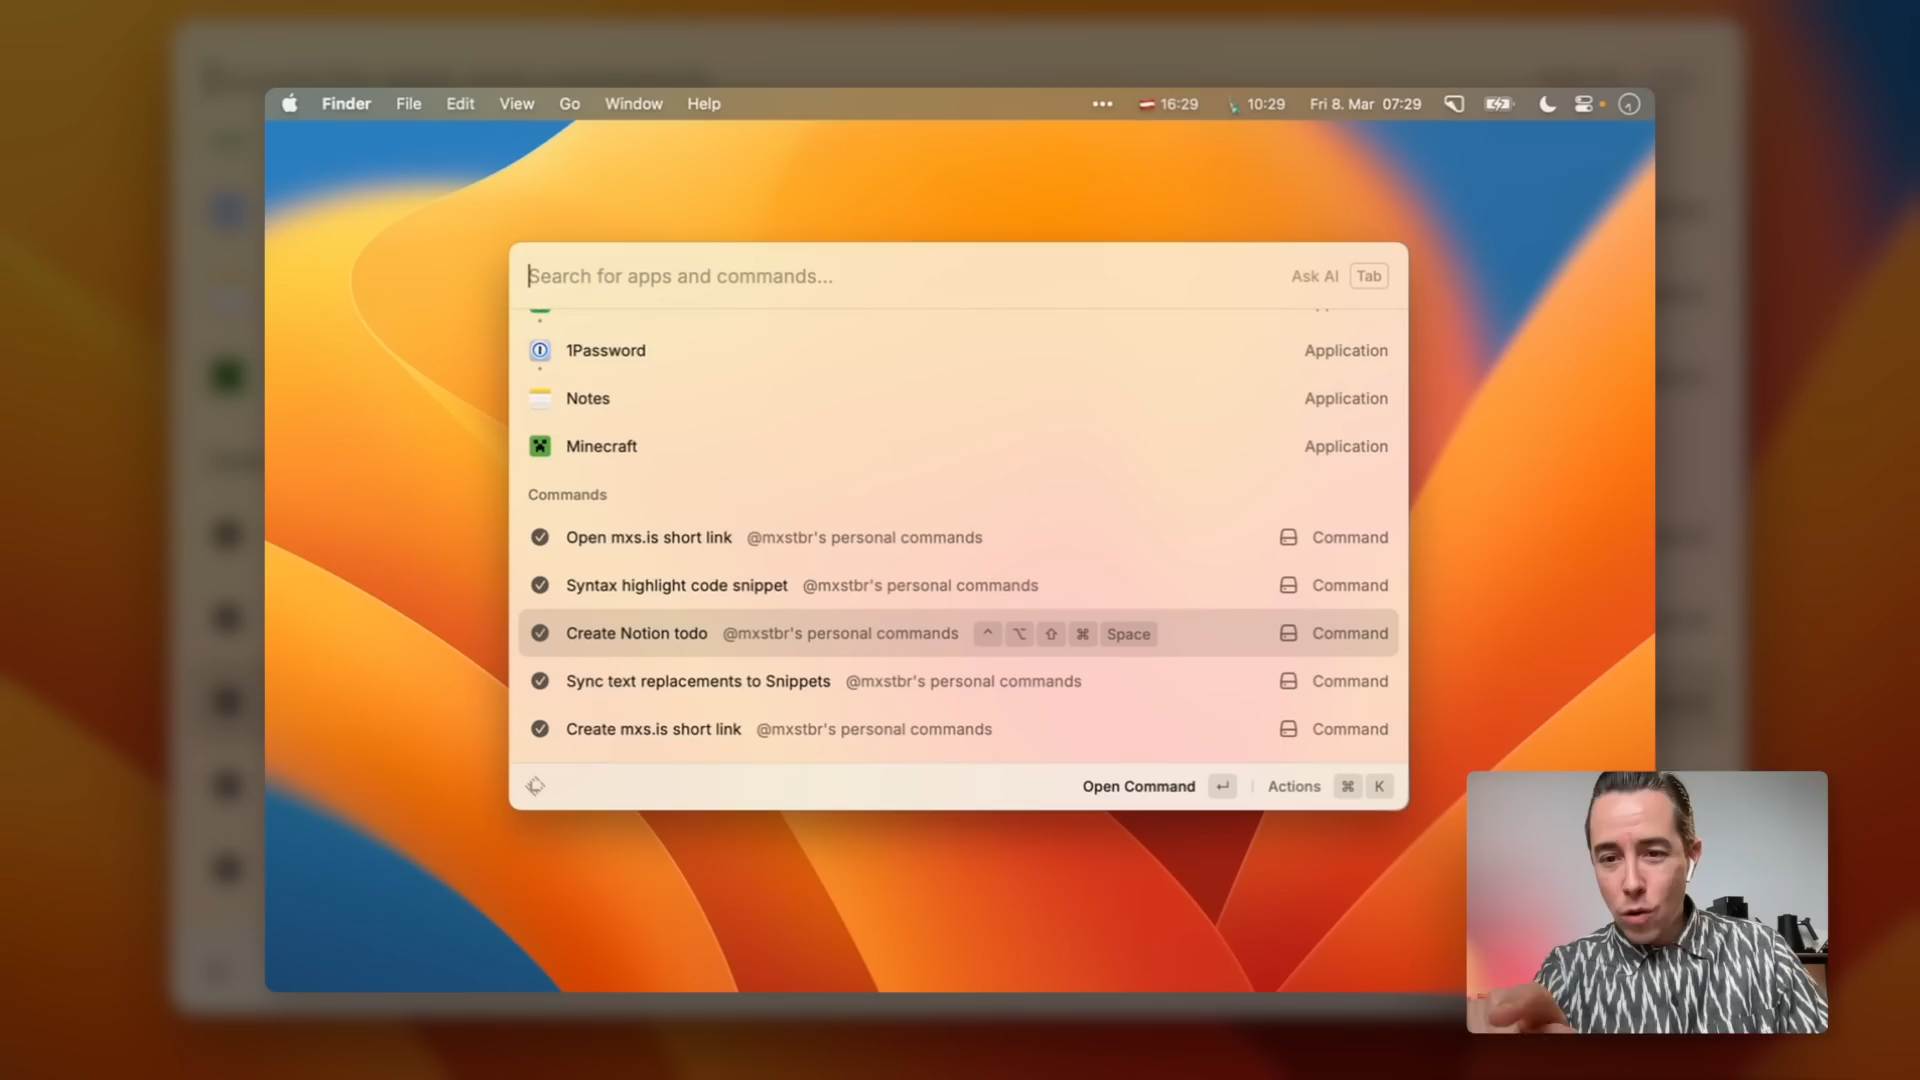 Finder File Edit View Go Window Help ••• 16:29 10:29 Fri 8. Mar 07:29
Search for apps and commands... Ask AI Tab
1Password Application
Notes Application
Minecraft Application
Commands
Open mxs.is short link @mxstbr's personal commands Command
Syntax highlight code snippet @mxstbr's personal commands Command
Create Notion todo @mxstbr's personal commands ^ ⌥ ⇧ ⌘ Space Command
Sync text replacements to Snippets @mxstbr's personal commands Command
Create mxs.is short link @mxstbr's personal commands Command
Open Command ↵ Actions ⌘ K